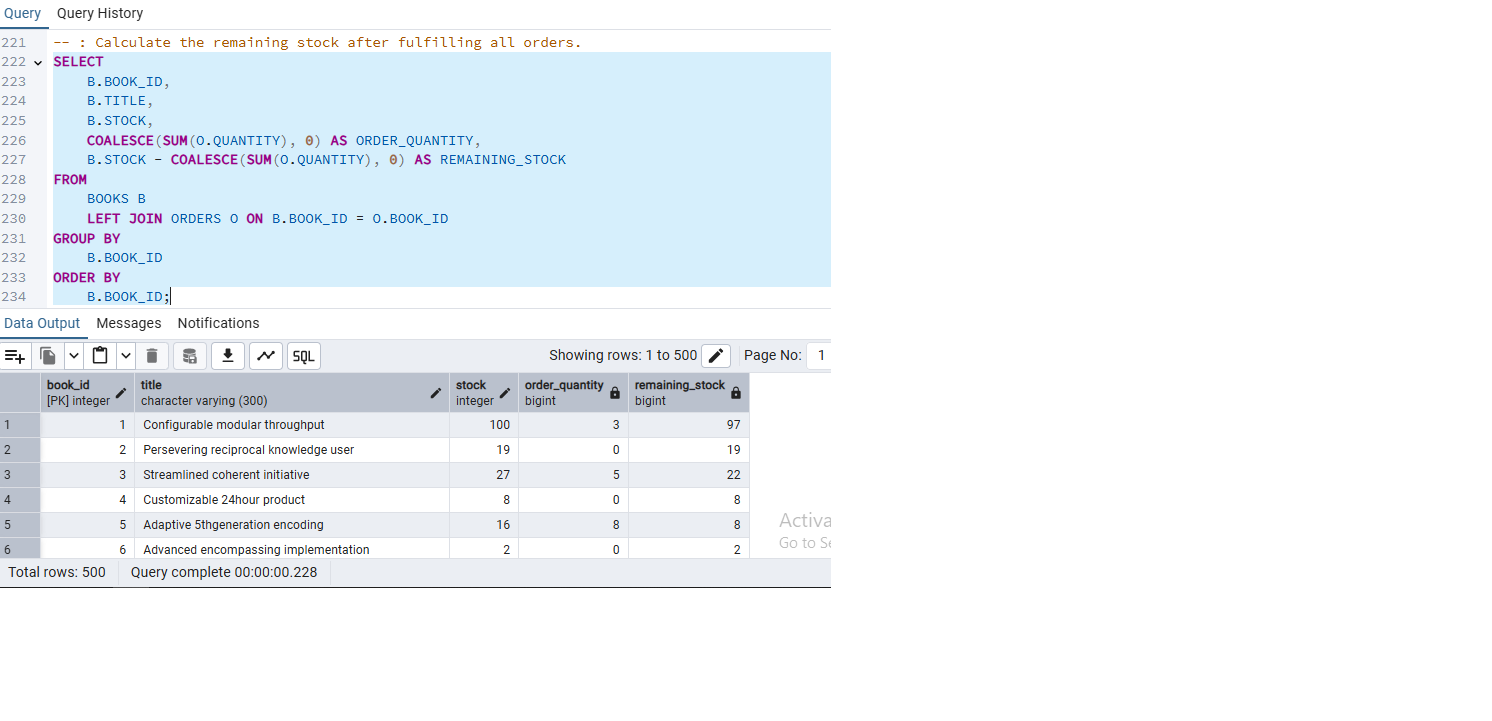 Query Query History
221 -- : Calculate the remaining stock after fulfilling all orders.
222 SELECT
223 B.BOOK_ID,
224 B.TITLE,
225 B.STOCK,
226 COALESCE(SUM(O.QUANTITY), 0) AS ORDER_QUANTITY,
227 B.STOCK - COALESCE(SUM(O.QUANTITY), 0) AS REMAINING_STOCK
228 FROM
229 BOOKS B
230 LEFT JOIN ORDERS O ON B.BOOK_ID = O.BOOK_ID
231 GROUP BY
232 B.BOOK_ID
233 ORDER BY
234 B.BOOK_ID;
Data Output Messages Notifications
SQL Showing rows: 1 to 500 Page No: 1
book_id title stock order_quantity remaining_stock
[PK] integer character varying (300) integer bigint bigint
1 1 Configurable modular throughput 100 3 97
2 2 Persevering reciprocal knowledge user 19 0 19
3 3 Streamlined coherent initiative 27 5 22
4 4 Customizable 24hour product 8 0 8
5 5 Adaptive 5thgeneration encoding 16 8 8
6 6 Advanced encompassing implementation 2 0 2
Activa
Go to Se
Total rows: 500 Query complete 00:00:00.228